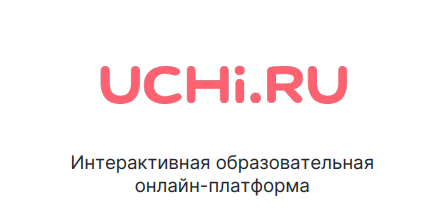 UCHi.RU
Интерактивная образовательная
онлайн-платформа